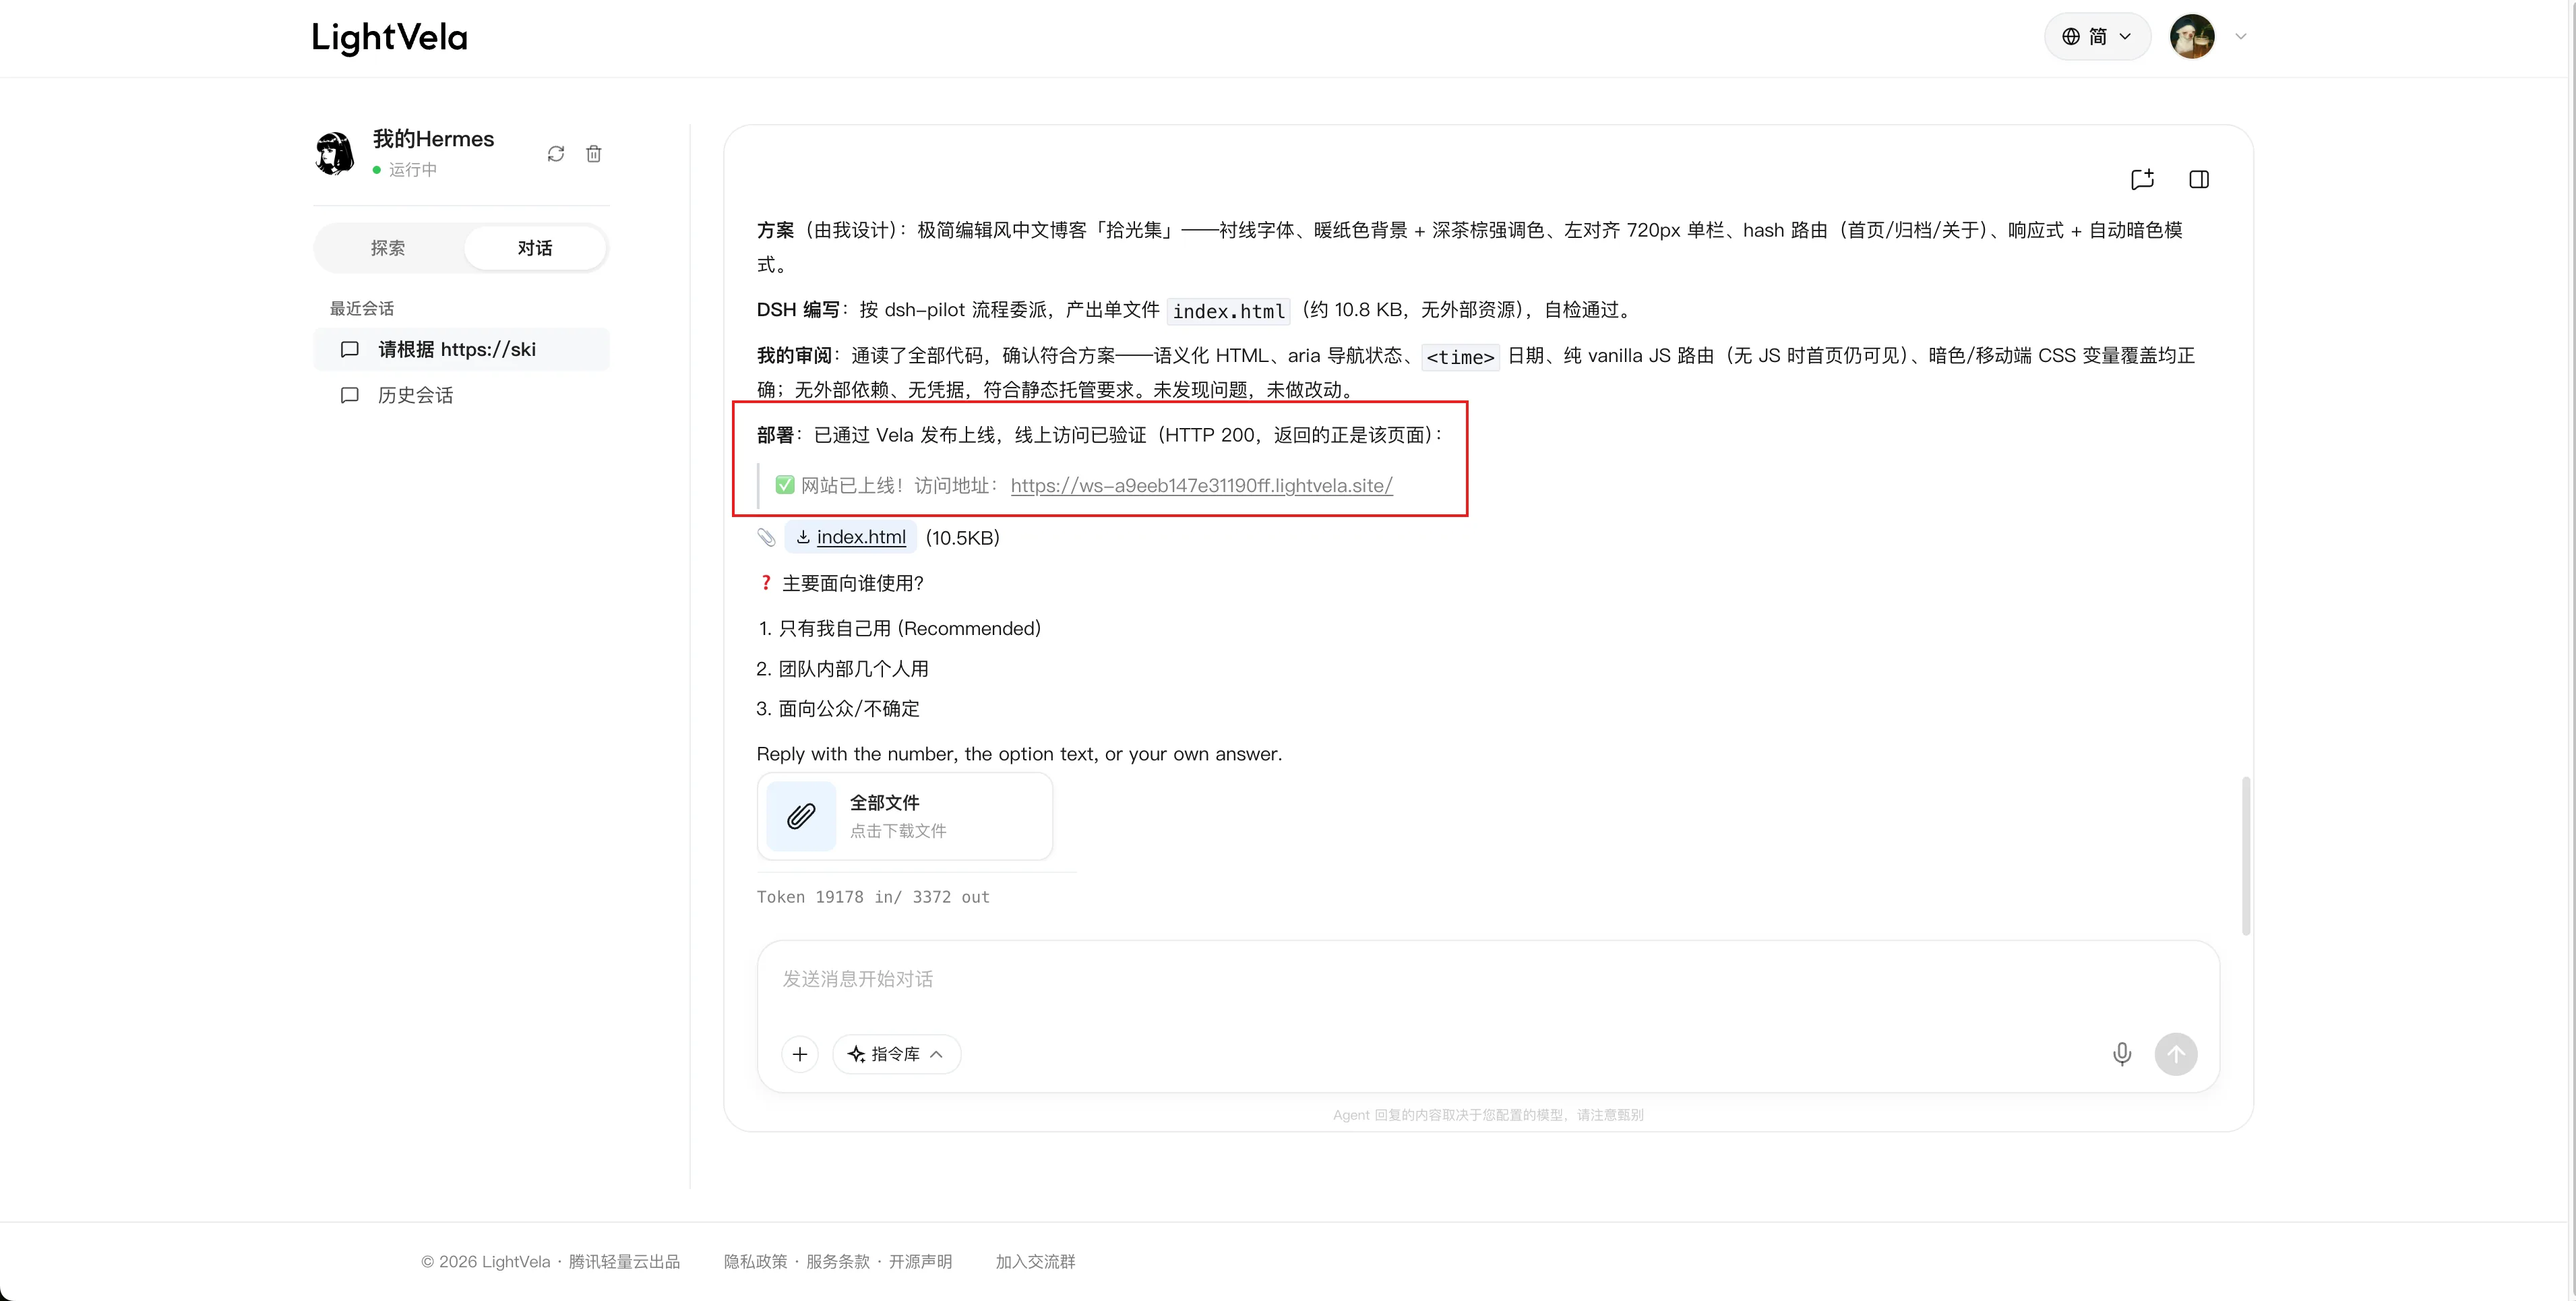 LightVela
简
我的Hermes
运行中
探索
对话
最近会话
请根据 https://ski
历史会话
方案（由我设计）：极简编辑风中文博客「拾光集」——衬线字体、暖纸色背景 + 深茶棕强调色、左对齐 720px 单栏、hash 路由（首页/归档/关于）、响应式 + 自动暗色模
式。
DSH 编写：按 dsh-pilot 流程委派，产出单文件 index.html（约 10.8 KB，无外部资源），自检通过。
我的审阅：通读了全部代码，确认符合方案——语义化 HTML、aria 导航状态、<time> 日期、纯 vanilla JS 路由（无 JS 时首页仍可见）、暗色/移动端 CSS 变量覆盖均正
确；无外部依赖、无凭据，符合静态托管要求。未发现问题，未做改动。
部署：已通过 Vela 发布上线，线上访问已验证（HTTP 200，返回的正是该页面）：
✅ 网站已上线！访问地址：https://ws-a9eeb147e31190ff.lightvela.site/
index.html (10.5KB)
❓ 主要面向谁使用?
1. 只有我自己用 (Recommended)
2. 团队内部几个人用
3. 面向公众/不确定
Reply with the number, the option text, or your own answer.
全部文件
点击下载文件
Token 19178 in/ 3372 out
发送消息开始对话
指令库
Agent 回复的内容取决于您配置的模型，请注意甄别
© 2026 LightVela · 腾讯轻量云出品 隐私政策 · 服务条款 · 开源声明 加入交流群